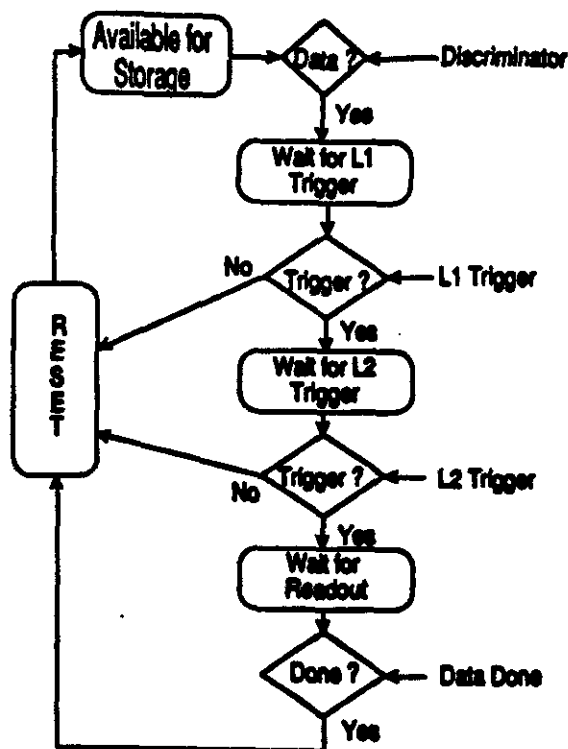 Available for
Storage
Data ?
Discriminator
Yes
Wait for L1
Trigger
No
Trigger ?
L1 Trigger
Yes
RESET
Wait for L2
Trigger
Trigger ?
L2 Trigger
No
Yes
Wait for
Readout
Done ?
Data Done
Yes